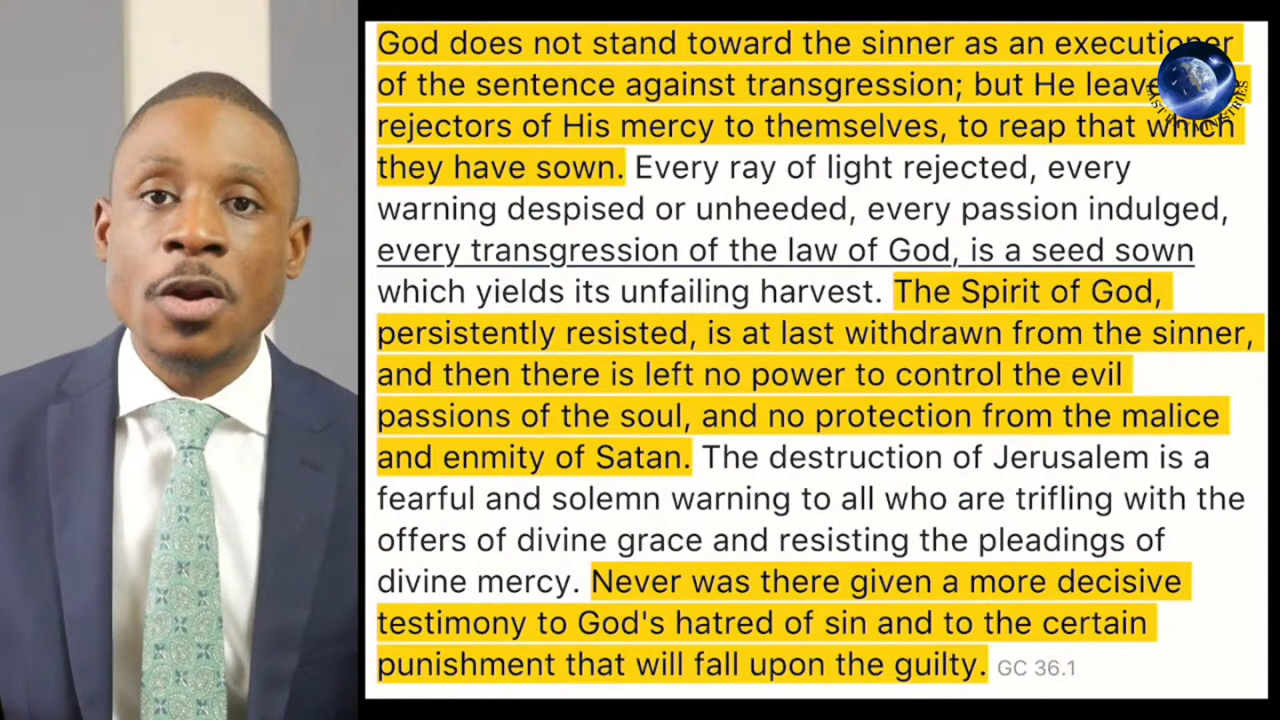 God does not stand toward the sinner as an executioner
of the sentence against transgression; but He leaves
rejectors of His mercy to themselves, to reap that which
they have sown. Every ray of light rejected, every
warning despised or unheeded, every passion indulged,
every transgression of the law of God, is a seed sown
which yields its unfailing harvest. The Spirit of God,
persistently resisted, is at last withdrawn from the sinner,
and then there is left no power to control the evil
passions of the soul, and no protection from the malice
and enmity of Satan. The destruction of Jerusalem is a
fearful and solemn warning to all who are trifling with the
offers of divine grace and resisting the pleadings of
divine mercy. Never was there given a more decisive
testimony to God's hatred of sin and to the certain
punishment that will fall upon the guilty. GC 36.1
MINISTRIES